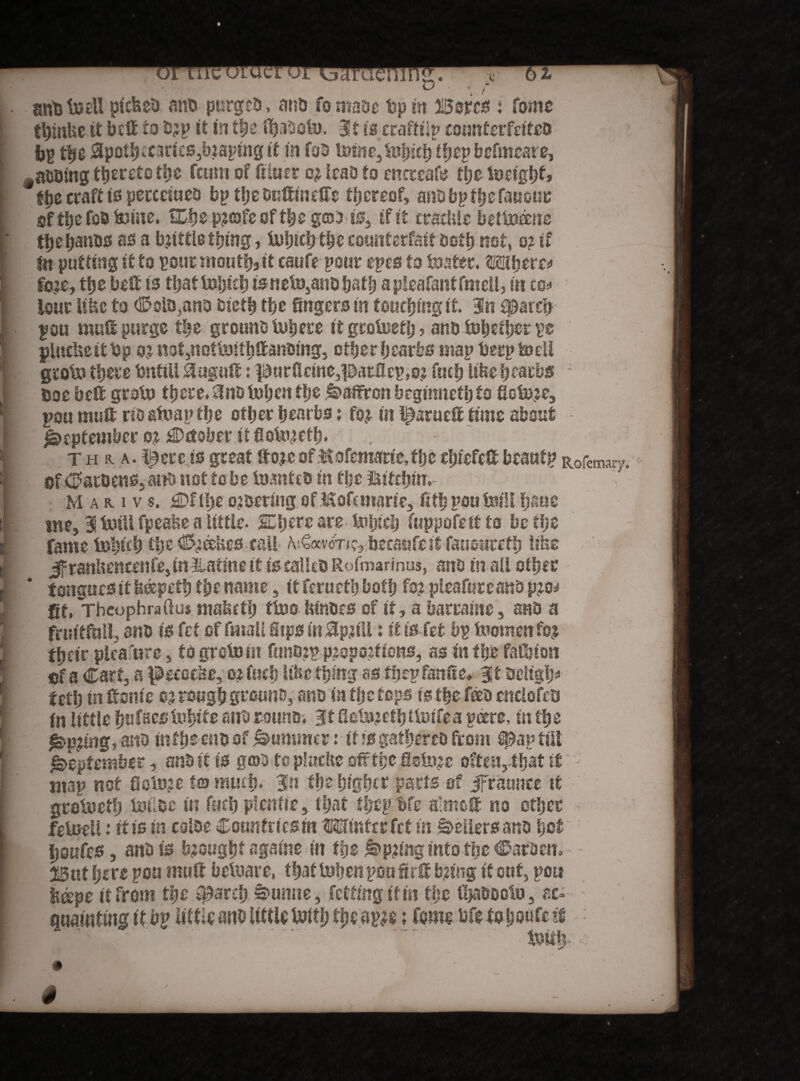 or the order of Gardening. 62
and well picked and purged, and so made vp in Bores: some
thinke it best to dry it in the shadow. It is craftily counterfeited
by the Apothecaries, braping it in sod wine, which they besmeare,
adding thereto the scum of siluer or lead to encrease the weight,
the craft is perceiued by the dustinesse thereof, and by the sauour
of the sod wine. The proofe of the good is, if it crackle betweene
the hands as a brittle thing, which the counterfait doth not, or if
in putting it to your mouth, it cause your eyes to water. Where-
fore, the best is that which is new, and hath a pleasant smell, in co-
lour like to Gold, and dieth the fingers in touching it. In March
you must purge the ground where it groweth, and whether ye
plucke it vp or not, notwithstanding, other hearbs may very well
grow there vntill August: Purslcine, Parsley, or such like hearbs
doe best grow there. And when the Saffron beginneth to flowre,
you must rid away the other hearbs: for in Haruest time about
September or October it flowreth.
THRA. Here is great store of Rosemarie, the chiefest beauty Rosemary.
of Gardens, and not to be wanted in the Kitchin.
MARIVS. Of the ordering of Rosemarie, sith you will haue
me, I will speake a little. There are which suppose it to be the
same which the Greekes call λιβανωτις, because it sauoureth like
Frankencense, in Latine it is called Rosmarinus, and in all other
tongues it keepeth the name, it serueth both for pleasure and pro-
fit. Theophrastus maketh two kindes of it, a barraine, and a
fruitfull, and is set of small slips in Aprill: it is set by women for
their pleasure, to grow in sundry proportions, as in the fashion
of a Cart, a Pecocke, or such like thing as they fansie. It deligh-
teth in stonie or rough ground, and in the tops is the seed enclosed
in little huskes white and round. It flowreth twise a yeere, in the
Spring, and in the end of Summer: it is gathered from May till
September, and it is good to plucke off the flowre often, that it
may not flowre too much. In the higher parts of Fraunce it
groweth wilde in such plentie, that they vse almost no other
fewell: it is in colde Countries in Winter set in Sellers and hot
houses, and is brought againe in the Spring into the Garden.
But here you must beware, that when you first bring it out, you
keepe it from the March Sunne, setting it in the shaddow, ac-
quainting it by little and little with the ayre: some vse to house it
with